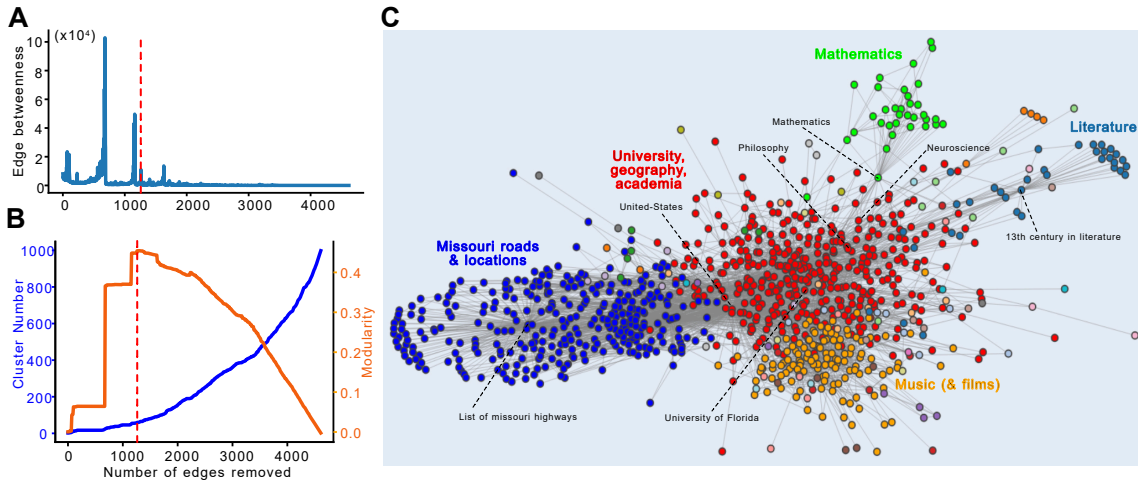 A
(x10⁴)
10
8
6
4
2
0
Edge betweenness
0
1000
2000
3000
4000
B
1000
800
600
400
200
0
Cluster Number
0.4
0.3
0.2
0.1
0.0
Modularity
0
1000
2000
3000
4000
Number of edges removed
C
Mathematics
Mathematics
Literature
Philosophy
Neuroscience
University,
geography,
academia
United-States
13th century in literature
Missouri roads
& locations
Music (& films)
List of missouri highways
University of Florida